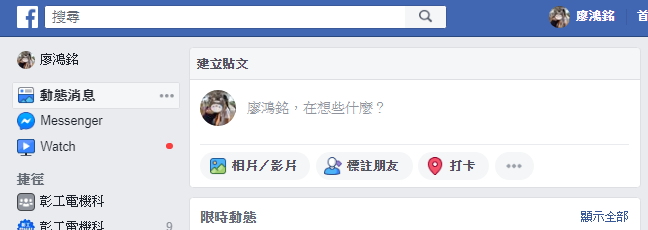 搜尋
廖鴻銘
首
廖鴻銘
動態消息
Messenger
Watch
捷徑
彰工電機科
彰工電機科
9
建立貼文
廖鴻銘，在想些什麼？
相片／影片
標註朋友
打卡
限時動態
顯示全部